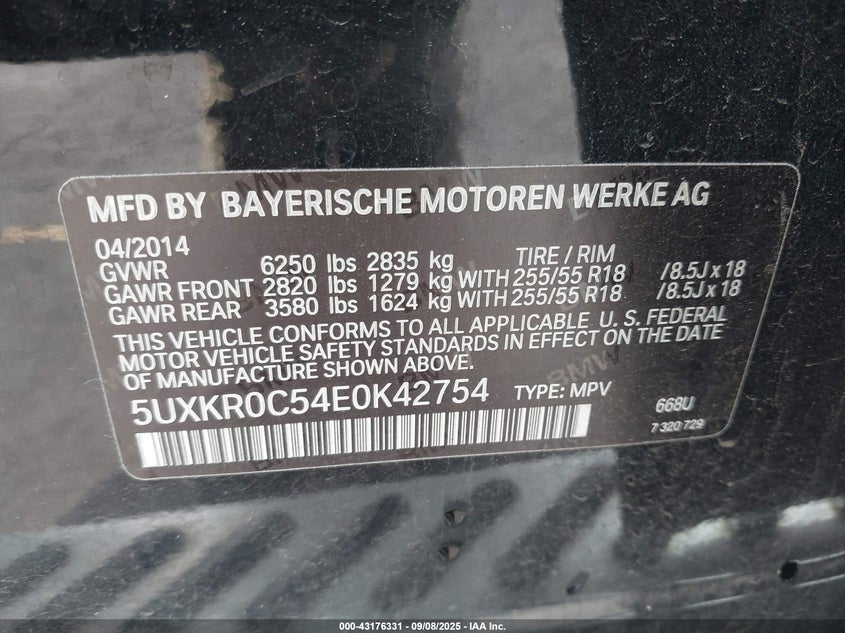 MFD BY BAYERISCHE MOTOREN WERKE AG
04/2014
GVWR 6250 lbs 2835 kg TIRE / RIM
GAWR FRONT 2820 lbs 1279 kg WITH 255/55 R18 /8.5J x 18
GAWR REAR 3580 lbs 1624 kg WITH 255/55 R18 /8.5J x 18
THIS VEHICLE CONFORMS TO ALL APPLICABLE U. S. FEDERAL
MOTOR VEHICLE SAFETY STANDARDS IN EFFECT ON THE DATE
OF MANUFACTURE SHOWN ABOVE.
5UXKR0C54E0K42754 TYPE: MPV 668U
7 320 729
000-43176331 - 09/08/2025 - IAA Inc.